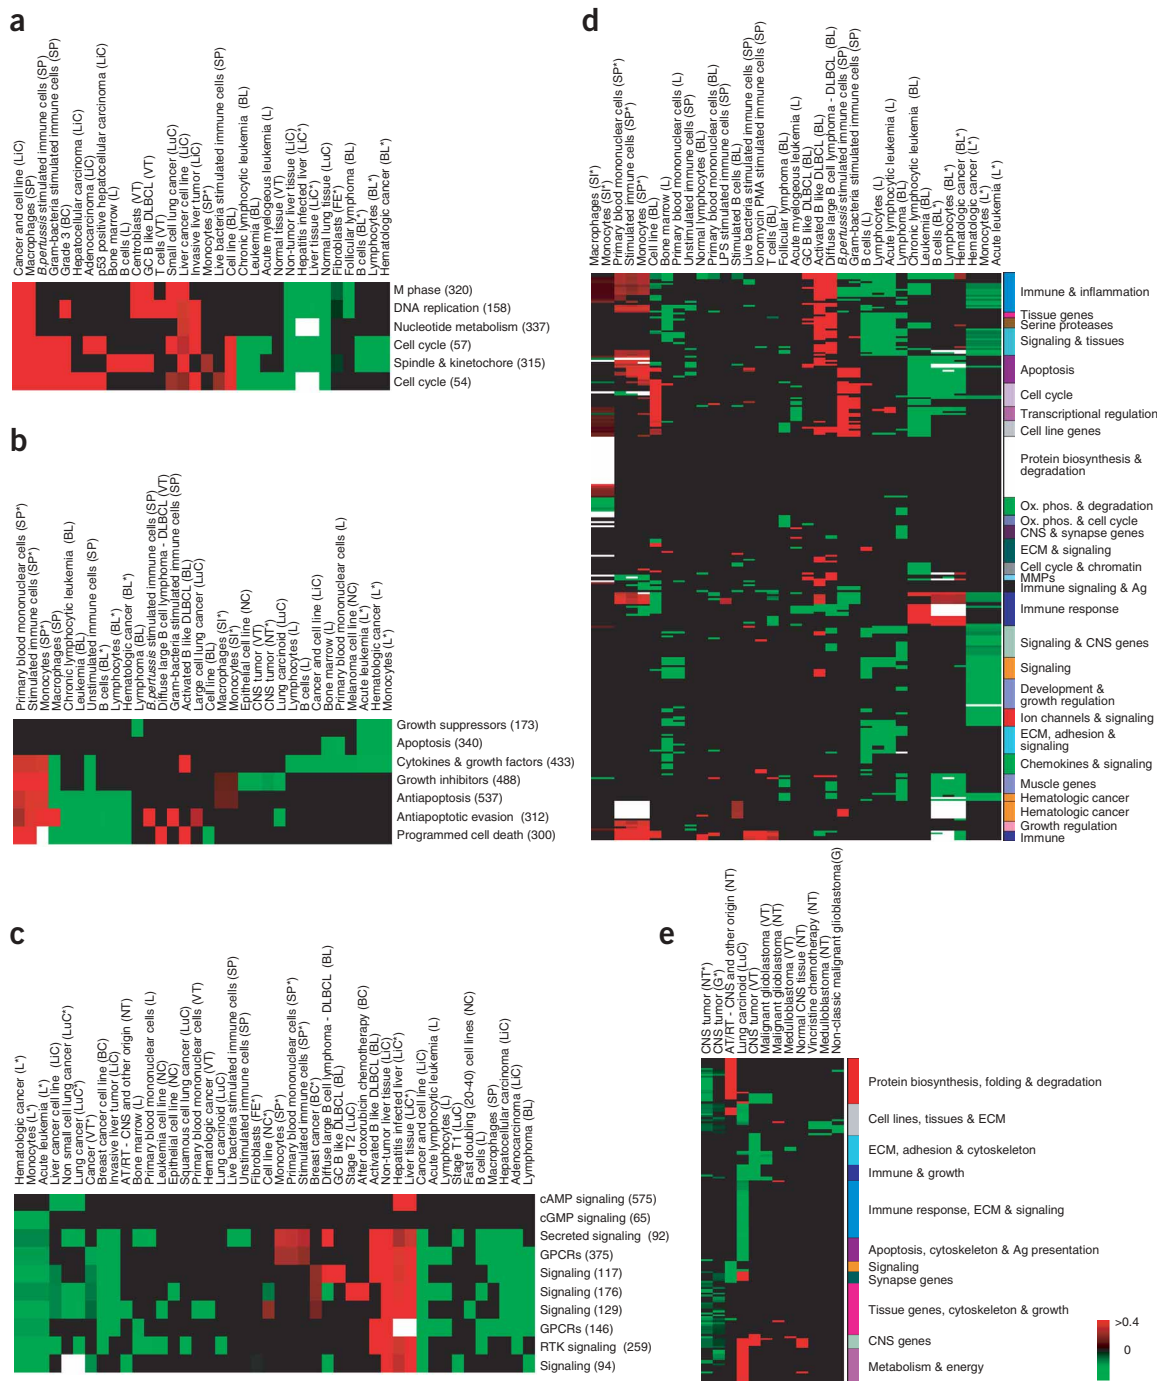 a
Cancer and cell line (LiC)
Macrophages (SP)
B.pertussis stimulated immune cells (SP)
Gram-bacteria stimulated immune cells (SP)
Grade 3 (BC)
Hepatocellular carcinoma (LiC)
Adenocarcinoma (LiC)
P53 positive hepatocellular carcinoma (LiC)
Bone marrow (L)
B cells (L)
Centroblasts (VT)
GC B like DLBCL (VT)
T cells (VT)
Small cell lung cancer (LuC)
Liver cancer cell line (LiC)
Invasive liver tumor (LiC)
Monocytes (SP*)
Live bacteria stimulated immune cells (SP)
Cell line (BL)
Chronic lymphocytic leukemia (BL)
Leukemia (BL)
Acute myelogeous leukemia (L)
Normal tissue (VT)
Non-tumor liver tissue (LiC)
Hepatitis infected liver (LiC*)
Liver tissue (LiC*)
Normal lung tissue (LuC)
Fibroblasts (FE*)
Follicular lymphoma (BL)
B cells (BL*)
Lymphocytes (BL*)
Hematologic cancer (BL*)
M phase (320)
DNA replication (158)
Nucleotide metabolism (337)
Cell cycle (57)
Spindle & kinetochore (315)
Cell cycle (54)
b
Primary blood mononuclear cells (SP*)
Stimulated immune cells (SP*)
Monocytes (SP*)
Macrophages (SP)
Chronic lymphocytic leukemia (BL)
Leukemia (BL)
Unstimulated immune cells (SP)
B cells (BL*)
Lymphocytes (BL*)
Hematologic cancer (BL*)
Lymphoma (BL)
B.pertussis stimulated immune cells (SP)
Diffuse large B cell lymphoma - DLBCL (VT)
Gram-bacteria stimulated immune cells (SP)
Activated B like DLBCL (BL)
Large cell lung cancer (LuC)
Cell line (BL)
Macrophages (SI*)
Monocytes (SI*)
Epithelial cell line (NC)
CNS tumor (VT)
CNS tumor (NT*)
Lung carcinoid (LuC)
Lymphocytes (L)
B cells (L)
Cancer and cell line (LiC)
Bone marrow (L)
Primary blood mononuclear cells (L)
Melanoma cell line (NC)
Acute leukemia (L*)
Hematologic cancer (L*)
Monocytes (L*)
Growth suppressors (173)
Apoptosis (340)
Cytokines & growth factors (433)
Growth inhibitors (488)
Antiapoptosis (537)
Antiapoptotic evasion (312)
Programmed cell death (300)
c
Hematologic cancer (L*)
Monocytes (L*)
Acute leukemia (L*)
Liver cancer cell line (LiC)
Non small cell lung cancer (LuC*)
Lung cancer (LuC*)
Cancer (VT*)
Breast cancer cell line (BC)
Invasive liver tumor (LiC)
AT/RT - CNS and other origin (NT)
Bone marrow (L)
Primary blood mononuclear cells (L)
Leukemia cell line (NC)
Epithelial cell line (NC)
Squamous cell lung cancer (LuC)
Primary blood mononuclear cells (VT)
Hematologic cancer (VT)
Lung carcinoid (LuC)
Live bacteria stimulated immune cells (SP)
Unstimulated immune cells (SP)
Fibroblasts (FE*)
Cell line (NC*)
Monocytes (SP*)
Primary blood mononuclear cells (SP*)
Stimulated immune cells (SP*)
Breast cancer (BC*)
Diffuse large B cell lymphoma - DLBCL (BL)
GC B like DLBCL (BL)
Stage T2 (LuC)
After doxorubicin chemotherapy (BC)
Activated B like DLBCL (BL)
Non-tumor liver tissue (LiC)
Hepatitis infected liver (LiC*)
Liver tissue (LiC*)
Cancer and cell line (LiC)
Acute lymphocytic leukemia (L)
Lymphocytes (L)
Stage T1 (LuC)
Fast doubling (20-40) cell lines (NC)
B cells (L)
Macrophages (SP)
Hepatocellular carcinoma (LiC)
Adenocarcinoma (LiC)
Lymphoma (BL)
cAMP signaling (575)
cGMP signaling (65)
Secreted signaling (92)
GPCRs (375)
Signaling (117)
Signaling (176)
Signaling (129)
GPCRs (146)
RTK signaling (259)
Signaling (94)
d
Macrophages (SI*)
Monocytes (SI*)
Primary blood mononuclear cells (SP*)
Stimulated immune cells (SP*)
Monocytes (SP*)
Cell line (BL)
Bone marrow (L)
Primary blood mononuclear cells (L)
Unstimulated immune cells (SP)
Normal lymphocytes (BL)
Primary blood mononuclear cells (BL)
LPS stimulated immune cells (SP)
Stimulated B cells (BL)
Live bacteria stimulated immune cells (SP)
Ionomycin PMA stimulated immune cells (SP)
T cells (BL)
Follicular lymphoma (BL)
Acute myelogeous leukemia (L)
GC B like DLBCL (BL)
Activated B like DLBCL (BL)
Diffuse large B cell lymphoma - DLBCL (BL)
B.pertussis stimulated immune cells (SP)
Gram-bacteria stimulated immune cells (SP)
B cells (L)
Lymphocytes (L)
Acute lymphocytic leukemia (L)
Lymphoma (BL)
Chronic lymphocytic leukemia (BL)
Leukemia (BL)
B cells (BL*)
Lymphocytes (BL*)
Hematologic cancer (BL*)
Hematologic cancer (L*)
Monocytes (L*)
Acute leukemia (L*)
Immune & inflammation
Tissue genes
Serine proteases
Signaling & tissues
Apoptosis
Cell cycle
Transcriptional regulation
Cell line genes
Protein biosynthesis &
degradation
Ox. phos. & degradation
Ox. phos. & cell cycle
CNS & synapse genes
ECM & signaling
Cell cycle & chromatin
MMPs
Immune signaling & Ag
Immune response
Signaling & CNS genes
Signaling
Development &
growth regulation
Ion channels & signaling
ECM, adhesion &
signaling
Chemokines & signaling
Muscle genes
Hematologic cancer
Hematologic cancer
Growth regulation
Immune
e
CNS tumor (NT*)
CNS tumor (G*)
AT/RT - CNS and other origin (NT)
Lung carcinoid (LuC)
CNS tumor (VT)
Malignant glioblastoma (VT)
Malignant glioblastoma (NT)
Medulloblastoma (VT)
Normal CNS tissue (NT)
Vincristine chemotherapy (NT)
Medulloblastoma (NT)
Non-classic malignant glioblastoma(G)
Protein biosynthesis, folding & degradation
Cell lines, tissues & ECM
ECM, adhesion & cytoskeleton
Immune & growth
Immune response, ECM & signaling
Apoptosis, cytoskeleton & Ag presentation
Signaling
Synapse genes
Tissue genes, cytoskeleton & growth
CNS genes
Metabolism & energy
>0.4
0